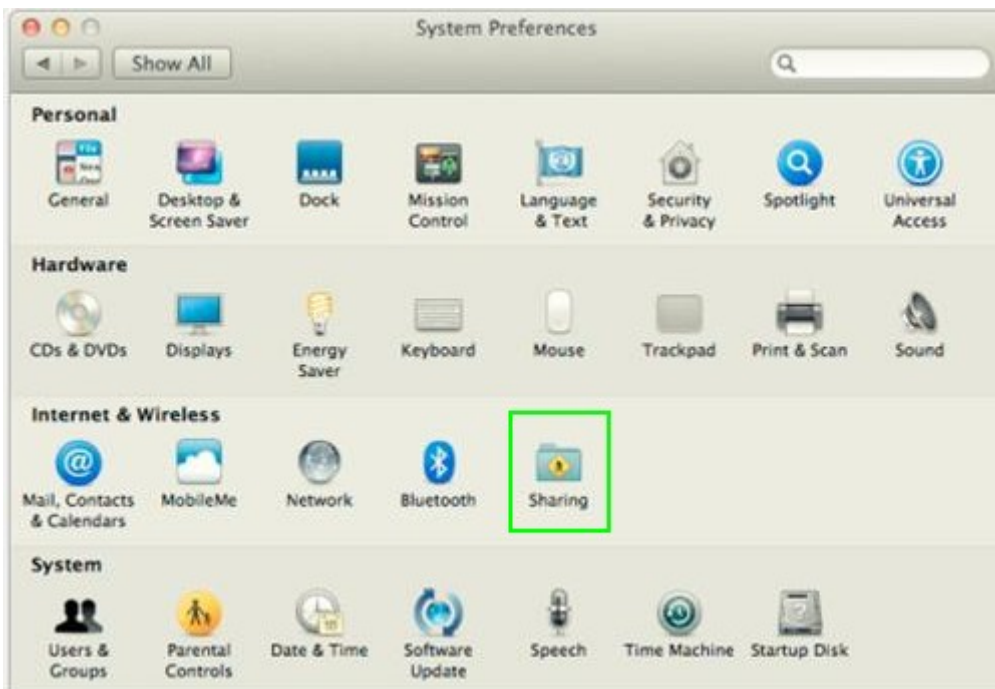 System Preferences
Show All
Personal
General
Desktop &
Screen Saver
Dock
Mission
Control
Language
& Text
Security
& Privacy
Spotlight
Universal
Access
Hardware
CDs & DVDs
Displays
Energy
Saver
Keyboard
Mouse
Trackpad
Print & Scan
Sound
Internet & Wireless
Mail, Contacts
& Calendars
MobileMe
Network
Bluetooth
Sharing
System
Users &
Groups
Parental
Controls
Date & Time
Software
Update
Speech
Time Machine
Startup Disk